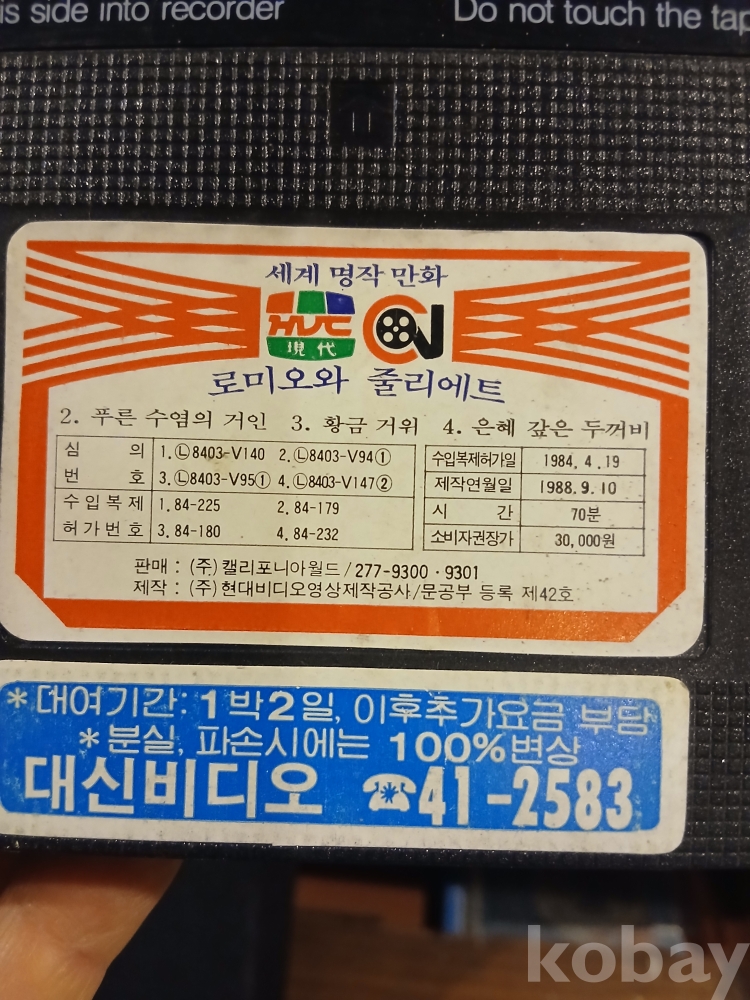 is side into recorder
Do not touch the tap
세계 명작 만화
HVC
現代
로미오와 줄리에트
2. 푸른 수염의 거인 3. 황금 거위 4. 은혜 갚은 두꺼비
심의번호
1.Ⓛ8403-V140 2.Ⓛ8403-V94①
3.Ⓛ8403-V95① 4.Ⓛ8403-V147②
수입복제허가번호
1.84-225 2.84-179
3.84-180 4.84-232
수입복제허가일 1984.4.19
제작연월일 1988.9.10
시간 70분
소비자권장가 30,000원
판매 : (주) 캘리포니아월드/277-9300·9301
제작 : (주)현대비디오영상제작공사/문공부 등록 제42호
*대여기간: 1박2일, 이후추가요금 부담
*분실, 파손시에는 100%변상
대신비디오 ☎41-2583
kobay